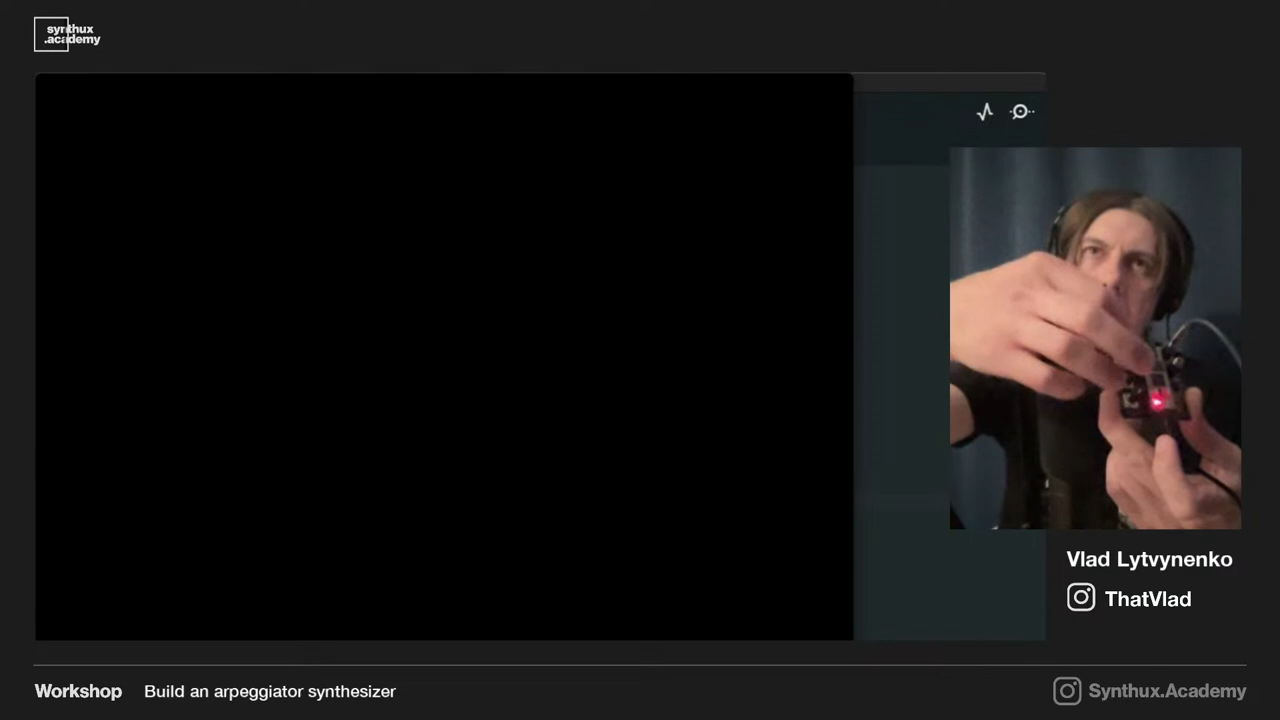 synthux
.academy
Vlad Lytvynenko
ThatVlad
Workshop Build an arpeggiator synthesizer
Synthux.Academy